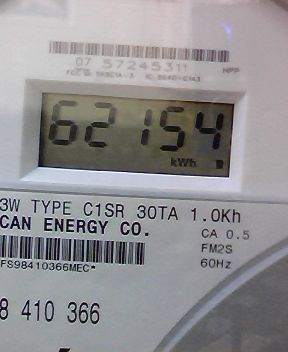 07 57245311
NPP
62154
kWh
3W TYPE C1SR 30TA 1.0Kh
CAN ENERGY CO.
CA 0.5
FM2S
FS98410366MEC*
60Hz
8 410 366